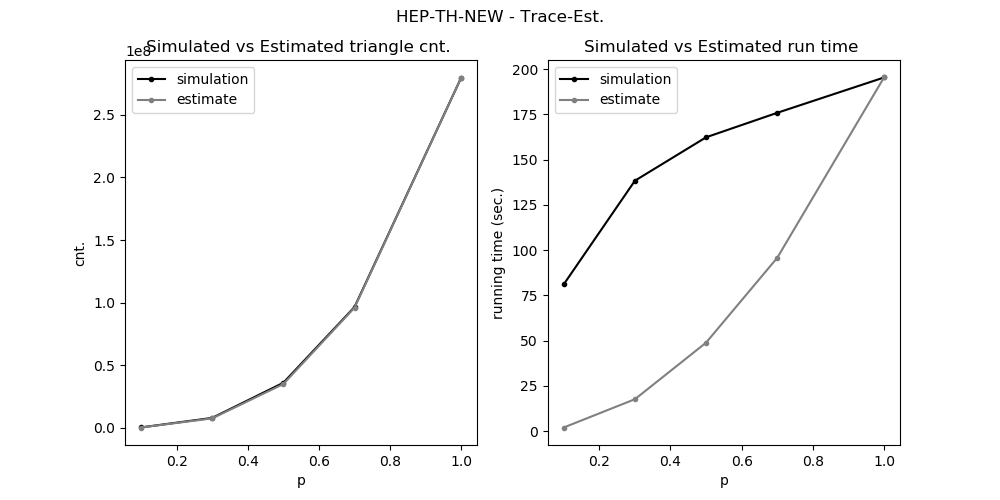 HEP-TH-NEW - Trace-Est.
Simulated vs Estimated triangle cnt.
1e8
simulation
estimate
2.5
2.0
1.5
1.0
0.5
0.0
cnt.
0.2
0.4
0.6
0.8
1.0
p
Simulated vs Estimated run time
simulation
estimate
200
175
150
125
100
75
50
25
0
running time (sec.)
0.2
0.4
0.6
0.8
1.0
p